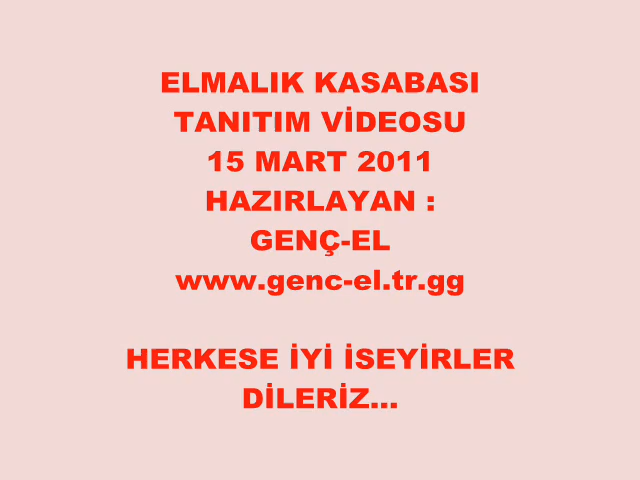 ELMALIK KASABASI
TANITIM VİDEOSU
15 MART 2011
HAZIRLAYAN :
GENÇ-EL
www.genc-el.tr.gg
HERKESE İYİ İSEYİRLER
DİLERİZ...